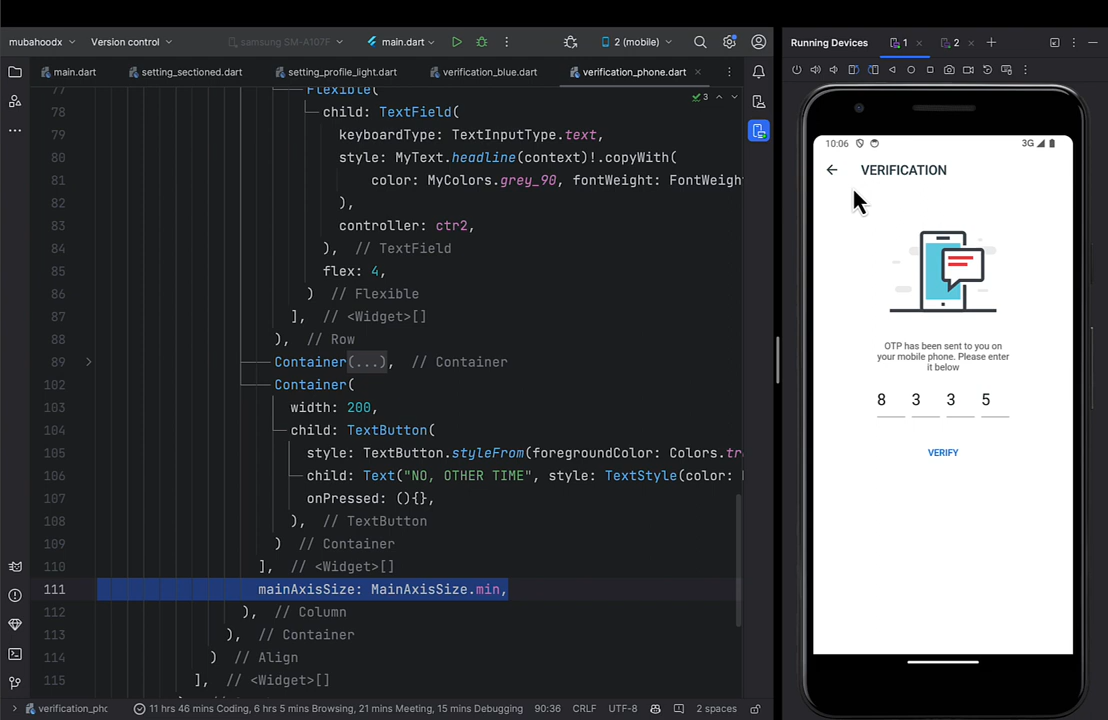 mubahoodx
Version control
samsung SM-A107F
main.dart
2 (mobile)
Running Devices
1
2
main.dart
setting_sectioned.dart
setting_profile_light.dart
verification_blue.dart
verification_phone.dart
3
77 Flexible(
78 child: TextField(
79 keyboardType: TextInputType.text,
80 style: MyText.headline(context)!.copyWith(
81 color: MyColors.grey_90, fontWeight: FontWeigh
82 ),
83 controller: ctr2,
84 ), // TextField
85 flex: 4,
86 ) // Flexible
87 ], // <Widget>[]
88 ), // Row
89 Container(...), // Container
102 Container(
103 width: 200,
104 child: TextButton(
105 style: TextButton.styleFrom(foregroundColor: Colors.tr
106 child: Text("NO, OTHER TIME", style: TextStyle(color:
107 onPressed: (){},
108 ), // TextButton
109 ) // Container
110 ], // <Widget>[]
111 mainAxisSize: MainAxisSize.min,
112 ), // Column
113 ), // Container
114 ) // Align
115 ], // <Widget>[]
verification_pho
11 hrs 46 mins Coding, 6 hrs 5 mins Browsing, 21 mins Meeting, 15 mins Debugging
90:36
CRLF
UTF-8
2 spaces
10:06
3G
VERIFICATION
OTP has been sent to you on
your mobile phone. Please enter
it below
8 3 3 5
VERIFY